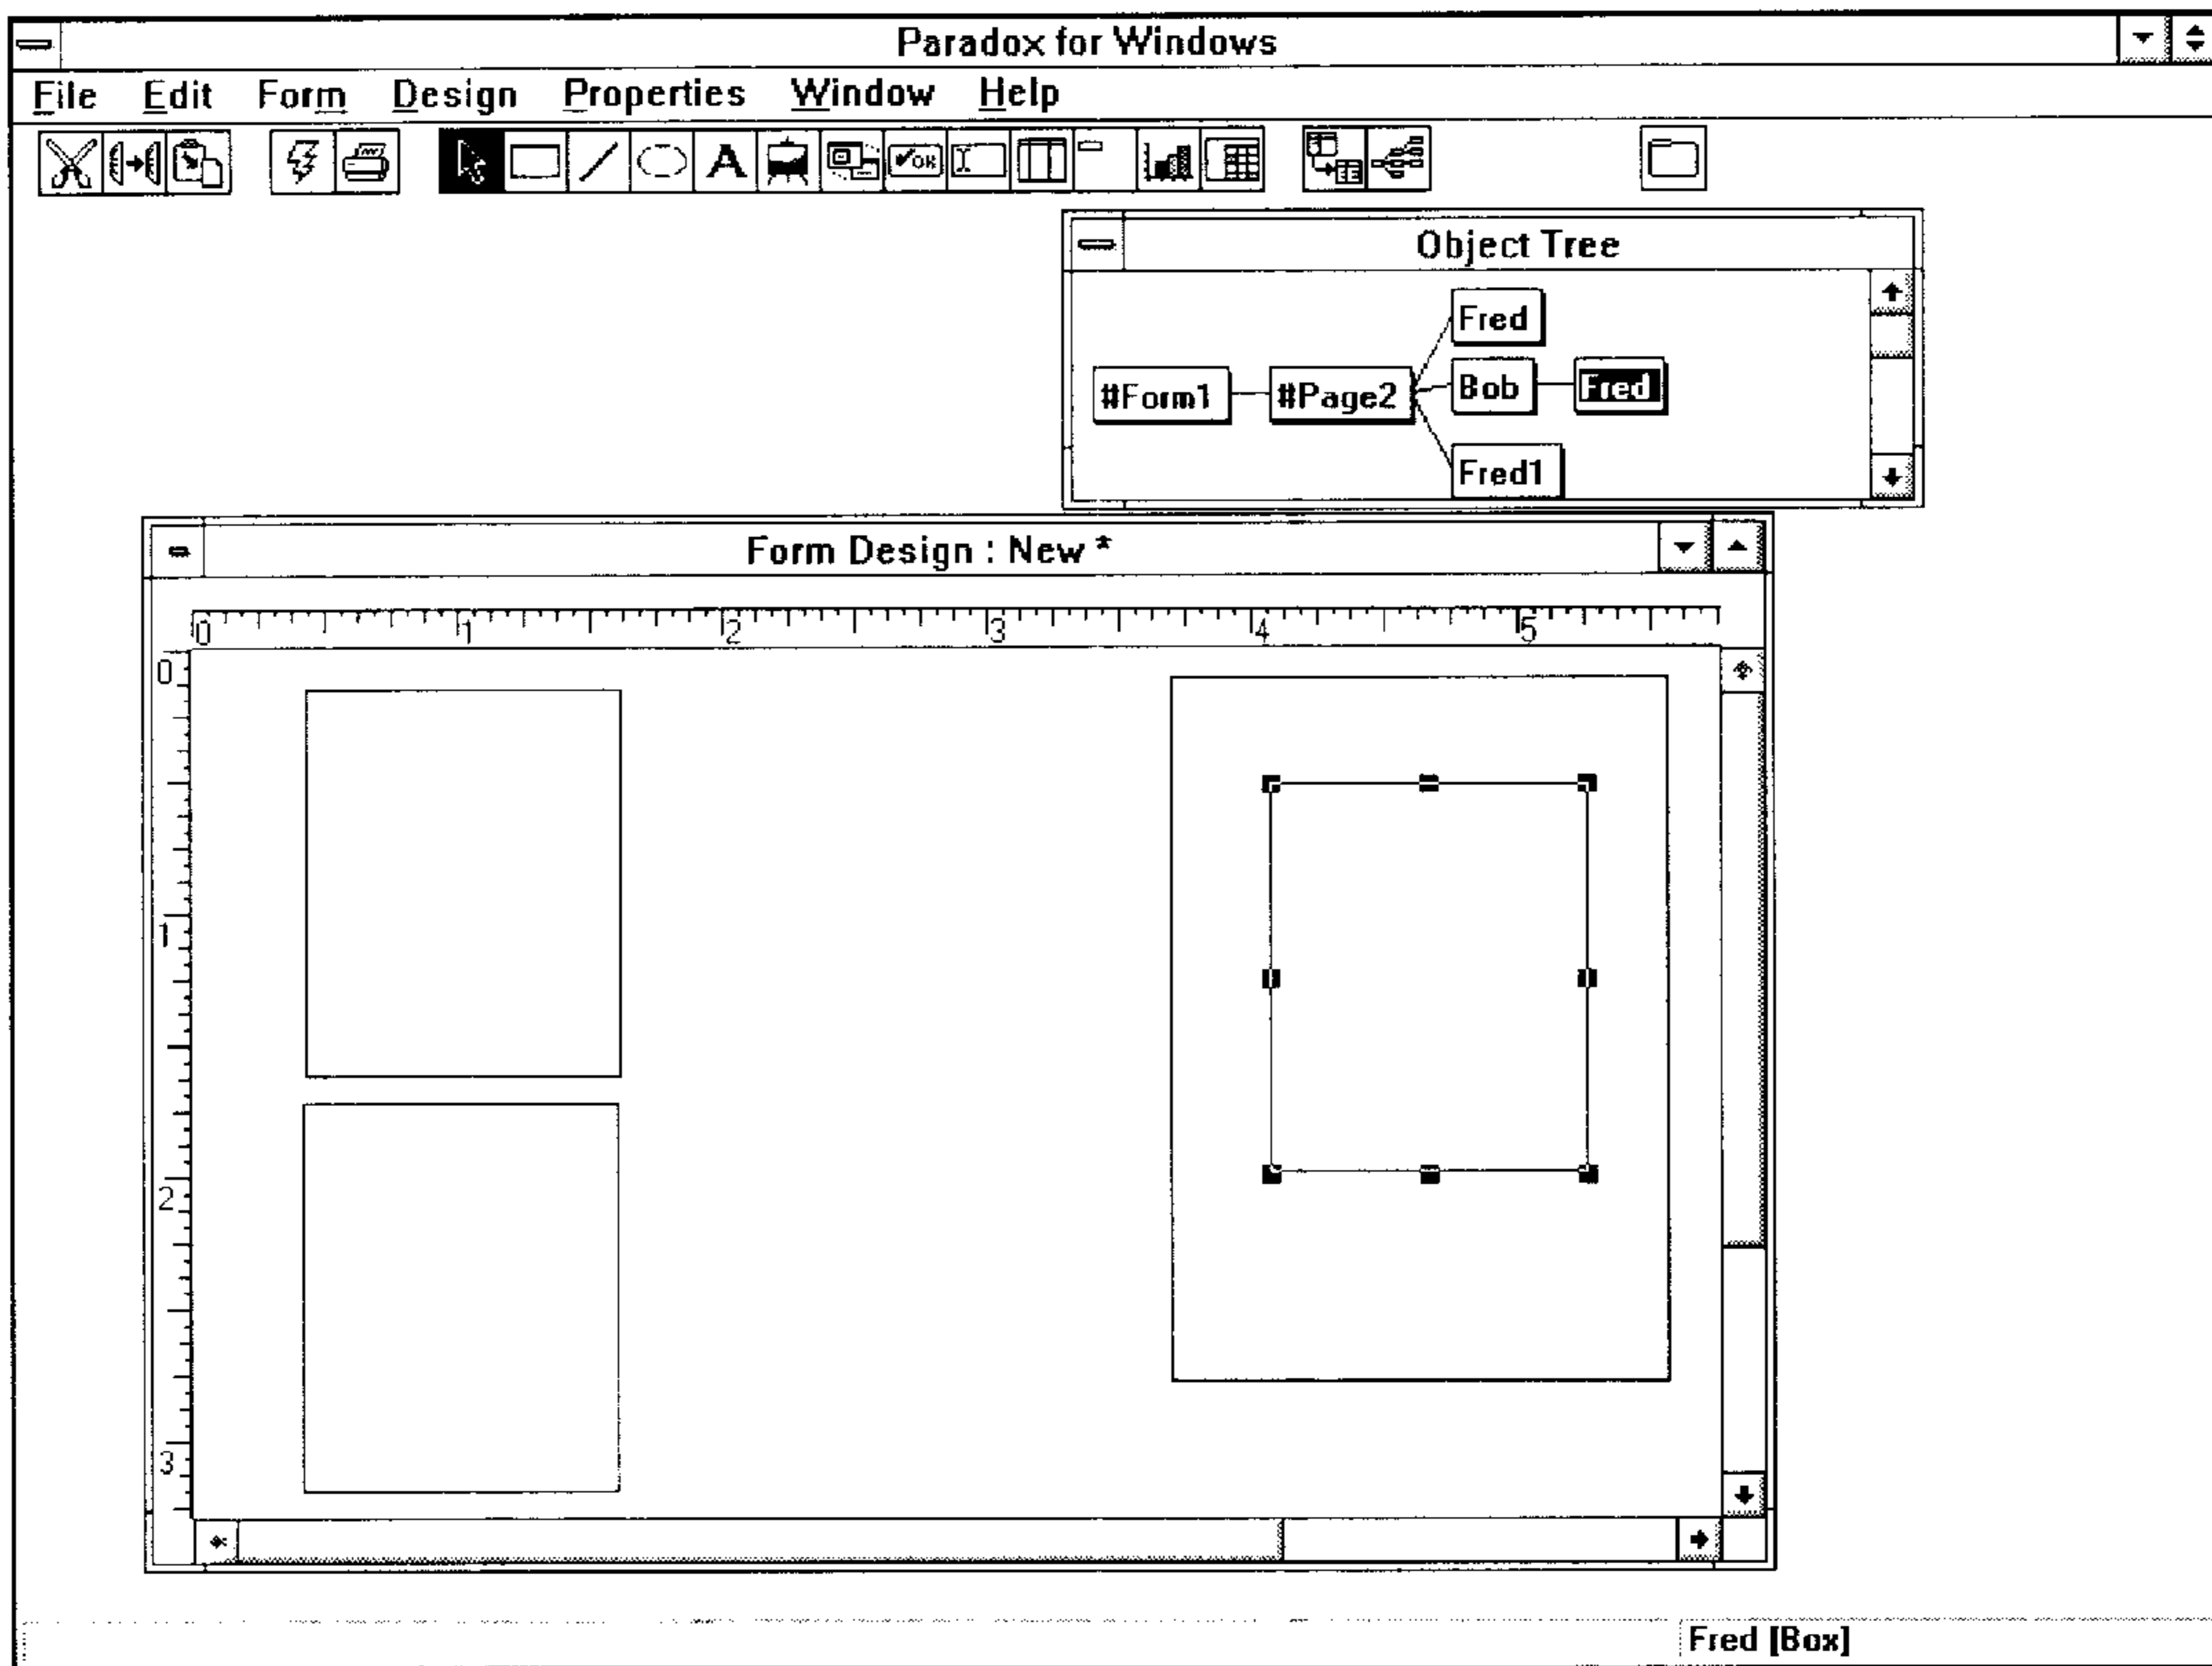 Paradox for Windows
File Edit Form Design Properties Window Help
A OK
Object Tree
Fred
#Form1 #Page2 Bob Fred
Fred1
Form Design : New *
0 1 2 3 4 5
0
1
2
3
Fred [Box]